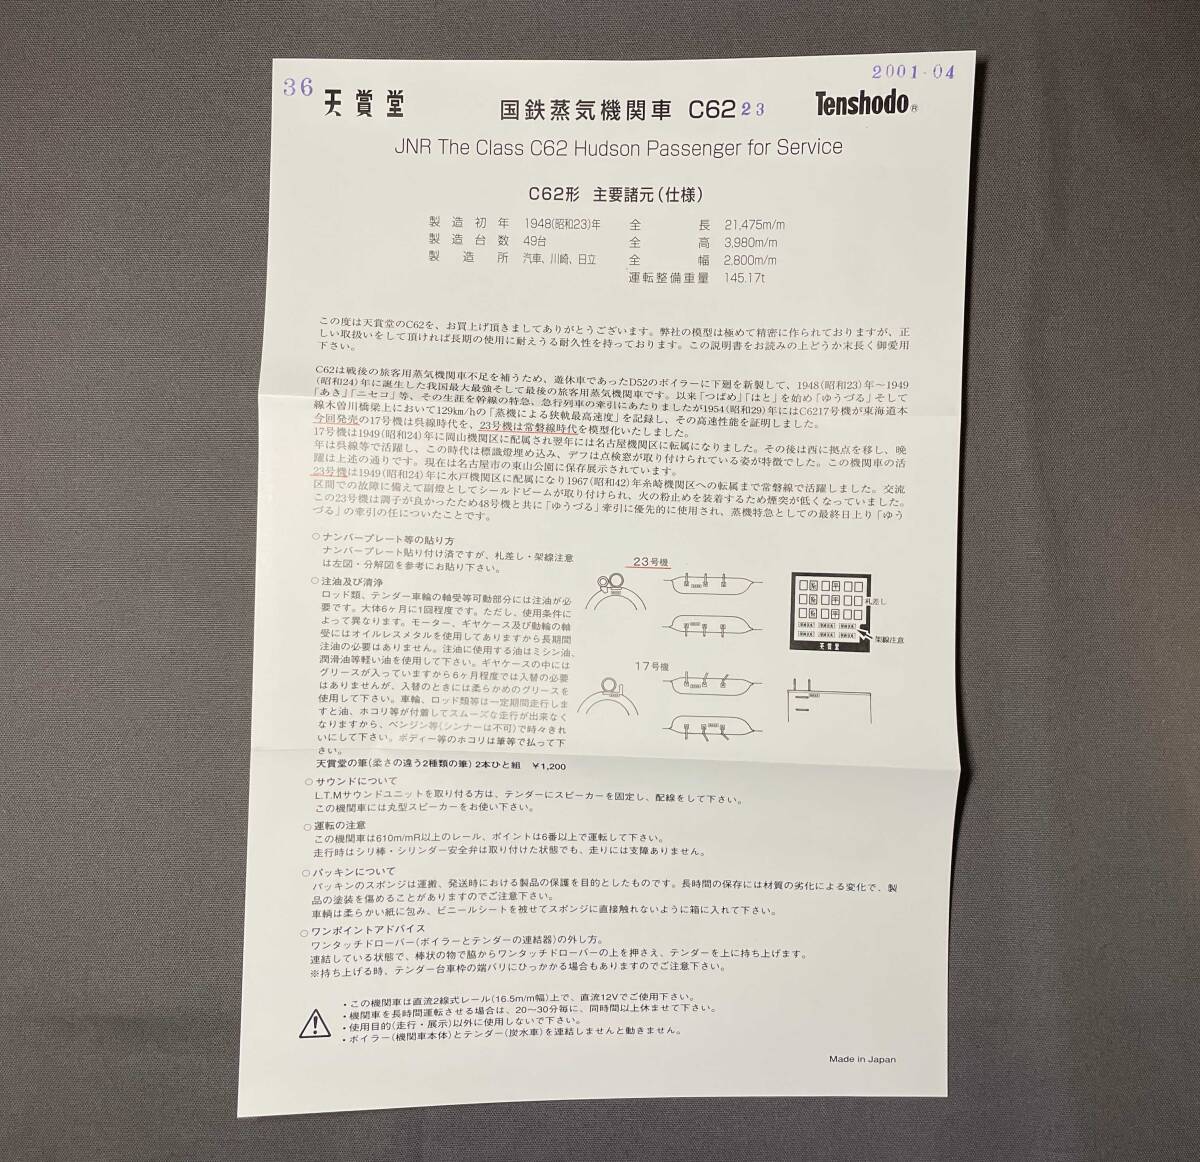 36 天賞堂
2001-04
国鉄蒸気機関車 C62 23
Tenshodo®
JNR The Class C62 Hudson Passenger for Service
C62形 主要諸元(仕様)
製造初年 1948(昭和23)年 全長 21,475m/m
製造台数 49台 全高 3,980m/m
製造所 汽車、川崎、日立 全幅 2,800m/m
運転整備重量 145.17t
この度は天賞堂のC62を、お買上げ頂きましてありがとうございます。弊社の模型は極めて精密に作られておりますが、正
しい取扱いをして頂ければ長期の使用に耐えうる耐久性を持っております。この説明書をお読みの上どうか末長く御愛用
下さい。
C62は戦後の旅客用蒸気機関車不足を補うため、遊休車であったD52のボイラーに下廻を新製して、1948(昭和23)年～1949
(昭和24)年に誕生した我国最大最強そして最後の旅客用蒸気機関車です。以来「つばめ」「はと」を始め「ゆうづる」そして
「あき」「ニセコ」等、その生涯を幹線の特急、急行列車の牽引にあたりましたが1954(昭和29)年にはC6217号機が東海道本
線木曽川橋梁上において129km/hの「蒸機による狭軌最高速度」を記録し、その高速性能を証明しました。
今回発売の17号機は呉線時代を、23号機は常磐線時代を模型化いたしました。
17号機は1949(昭和24)年に岡山機関区に配属され翌年には名古屋機関区に転属になりました。その後は西に拠点を移し、晩
年は呉線等で活躍し、この時代は標識燈埋め込み、デフは点検窓が取り付けられている姿が特徴でした。この機関車の活
躍は上述の通りです。現在は名古屋市の東山公園に保存展示されています。
23号機は1949(昭和24)年に水戸機関区に配属になり1967(昭和42)年糸崎機関区への転属まで常磐線で活躍しました。交流
区間での故障に備えて副燈としてシールドビームが取り付けられ、火の粉止めを装着するため煙突が低くなっていました。
この23号機は調子が良かったため48号機と共に「ゆうづる」牽引に優先的に使用され、蒸機特急としての最終日上り「ゆう
づる」の牽引の任についたことです。
○ナンバープレート等の貼り方
ナンバープレート貼り付け済ですが、札差し・架線注意
は左図・分解図を参考にお貼り下さい。
○注油及び清浄
ロッド類、テンダー車輪の軸受等可動部分には注油が必
要です。大体6ヶ月に1回程度です。ただし、使用条件に
よって異なります。モーター、ギヤケース及び動輪の軸
受にはオイルレスメタルを使用してありますから長期間
注油の必要はありません。注油に使用する油はミシン油、
潤滑油等軽い油を使用して下さい。ギヤケースの中には
グリースが入っていますから6ヶ月程度では入替の必要
はありませんが、入替のときには柔らかめのグリースを
使用して下さい。車輪、ロッド類等は一定期間走行しま
すと油、ホコリ等が付着してスムーズな走行が出来なく
なりますから、ベンジン等(シンナーは不可)で時々きれ
いにして下さい。ボディー等のホコリは筆等で払って下
さい。
天賞堂の筆(柔さの違う2種類の筆)2本ひと組 ￥1,200
23号機
17号機
札差し
架線注意
天賞堂
○サウンドについて
L.T.Mサウンドユニットを取り付る方は、テンダーにスピーカーを固定し、配線をして下さい。
この機関車には丸型スピーカーをお使い下さい。
○運転の注意
この機関車は610m/mR以上のレール、ポイントは6番以上で運転して下さい。
走行時はシリ棒・シリンダー安全弁は取り付けた状態でも、走りには支障ありません。
○パッキンについて
パッキンのスポンジは運搬、発送時における製品の保護を目的としたものです。長時間の保存には材質の劣化による変化で、製
品の塗装を傷めることがありますのでご注意下さい。
車輌は柔らかい紙に包み、ビニールシートを被せてスポンジに直接触れないように箱に入れて下さい。
○ワンポイントアドバイス
ワンタッチドローバー(ボイラーとテンダーの連結器)の外し方。
連結している状態で、棒状の物で脇からワンタッチドローバーの上を押さえ、テンダーを上に持ち上げます。
※持ち上げる時、テンダー台車枠の端バリにひっかかる場合もありますのでご注意下さい。
・この機関車は直流2線式レール(16.5m/m幅)上で、直流12Vでご使用下さい。
・機関車を長時間運転させる場合は、20～30分毎に、同時間以上休ませて下さい。
・使用目的(走行・展示)以外に使用しないで下さい。
・ボイラー(機関車本体)とテンダー(炭水車)を連結しませんと動きません。
Made in Japan